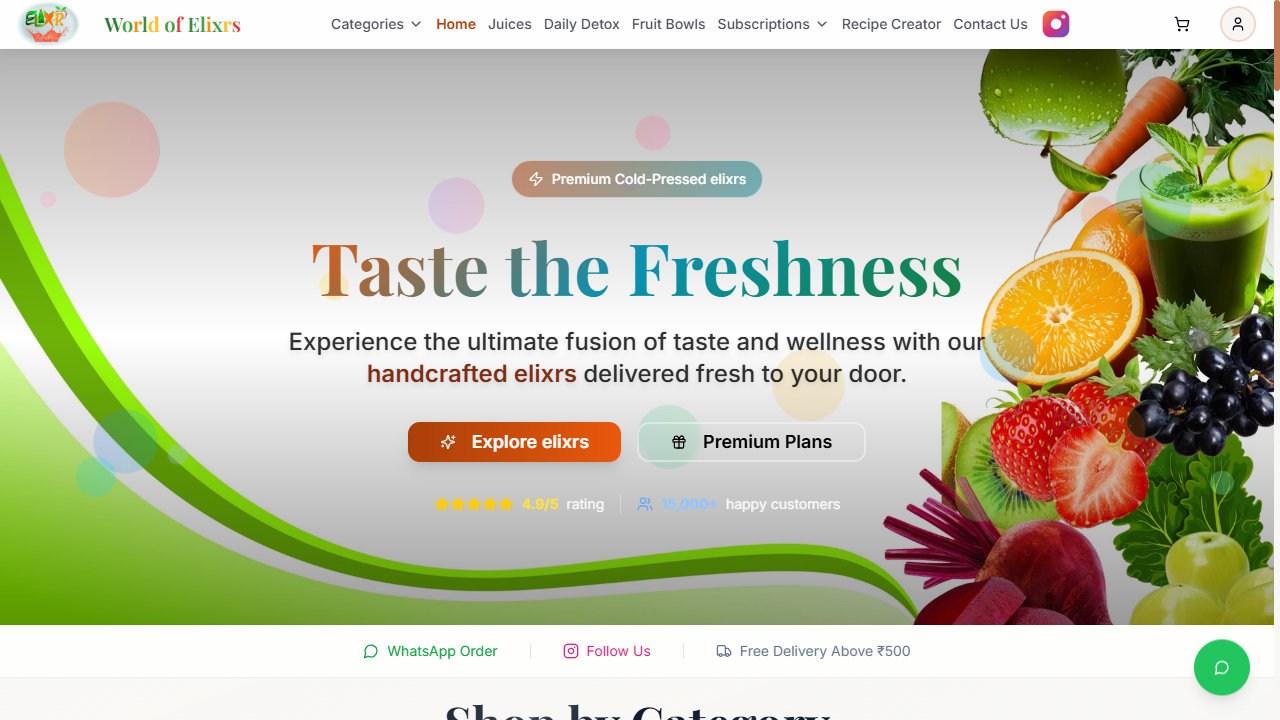 ELIXR
World of Elixrs
Categories
Home
Juices
Daily Detox
Fruit Bowls
Subscriptions
Recipe Creator
Contact Us
Premium Cold-Pressed elixrs
Taste the Freshness
Experience the ultimate fusion of taste and wellness with our
handcrafted elixrs delivered fresh to your door.
Explore elixrs
Premium Plans
4.9/5 rating
15,000+ happy customers
WhatsApp Order
Follow Us
Free Delivery Above ₹500
Shop by Category